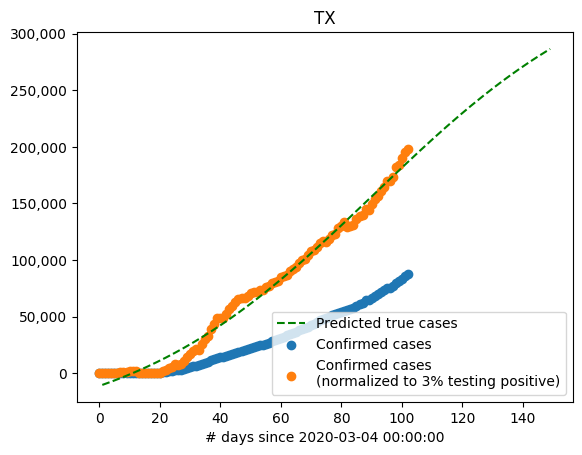 TX
300,000
250,000
200,000
150,000
100,000
50,000
0
0 20 40 60 80 100 120 140
# days since 2020-03-04 00:00:00
Predicted true cases
Confirmed cases
Confirmed cases
(normalized to 3% testing positive)